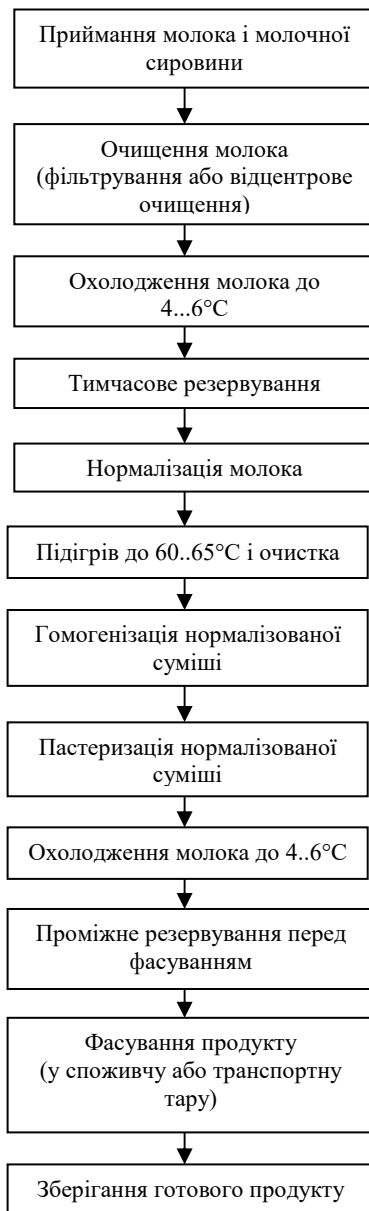 Приймання молока і молочної
сировини
Очищення молока
(фільтрування або відцентрове
очищення)
Охолодження молока до
4...6°С
Тимчасове резервування
Нормалізація молока
Підігрів до 60..65°С і очистка
Гомогенізація нормалізованої
суміші
Пастеризація нормалізованої
суміші
Охолодження молока до 4..6°С
Проміжне резервування перед
фасуванням
Фасування продукту
(у споживчу або транспортну
тару)
Зберігання готового продукту